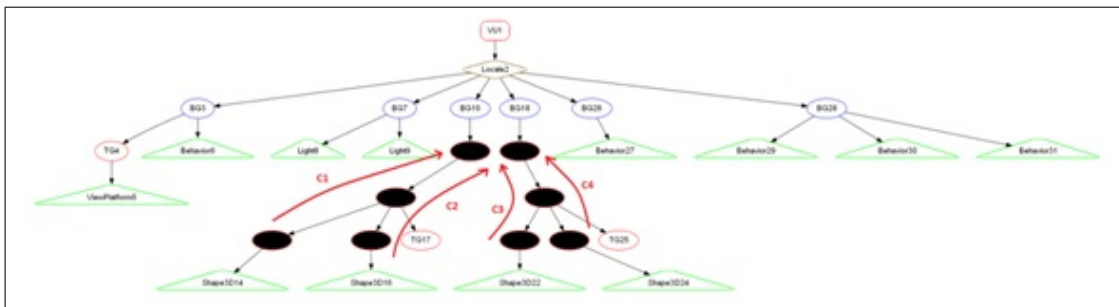 VU1
Locale2
BG3
BG7
BG10
BG18
BG26
BG28
TG4
Behavior6
Light8
Light9
Behavior27
Behavior29
Behavior30
Behavior31
ViewPlatform5
C1
C2
C3
C4
TG17
TG25
Shape3D14
Shape3D16
Shape3D22
Shape3D24